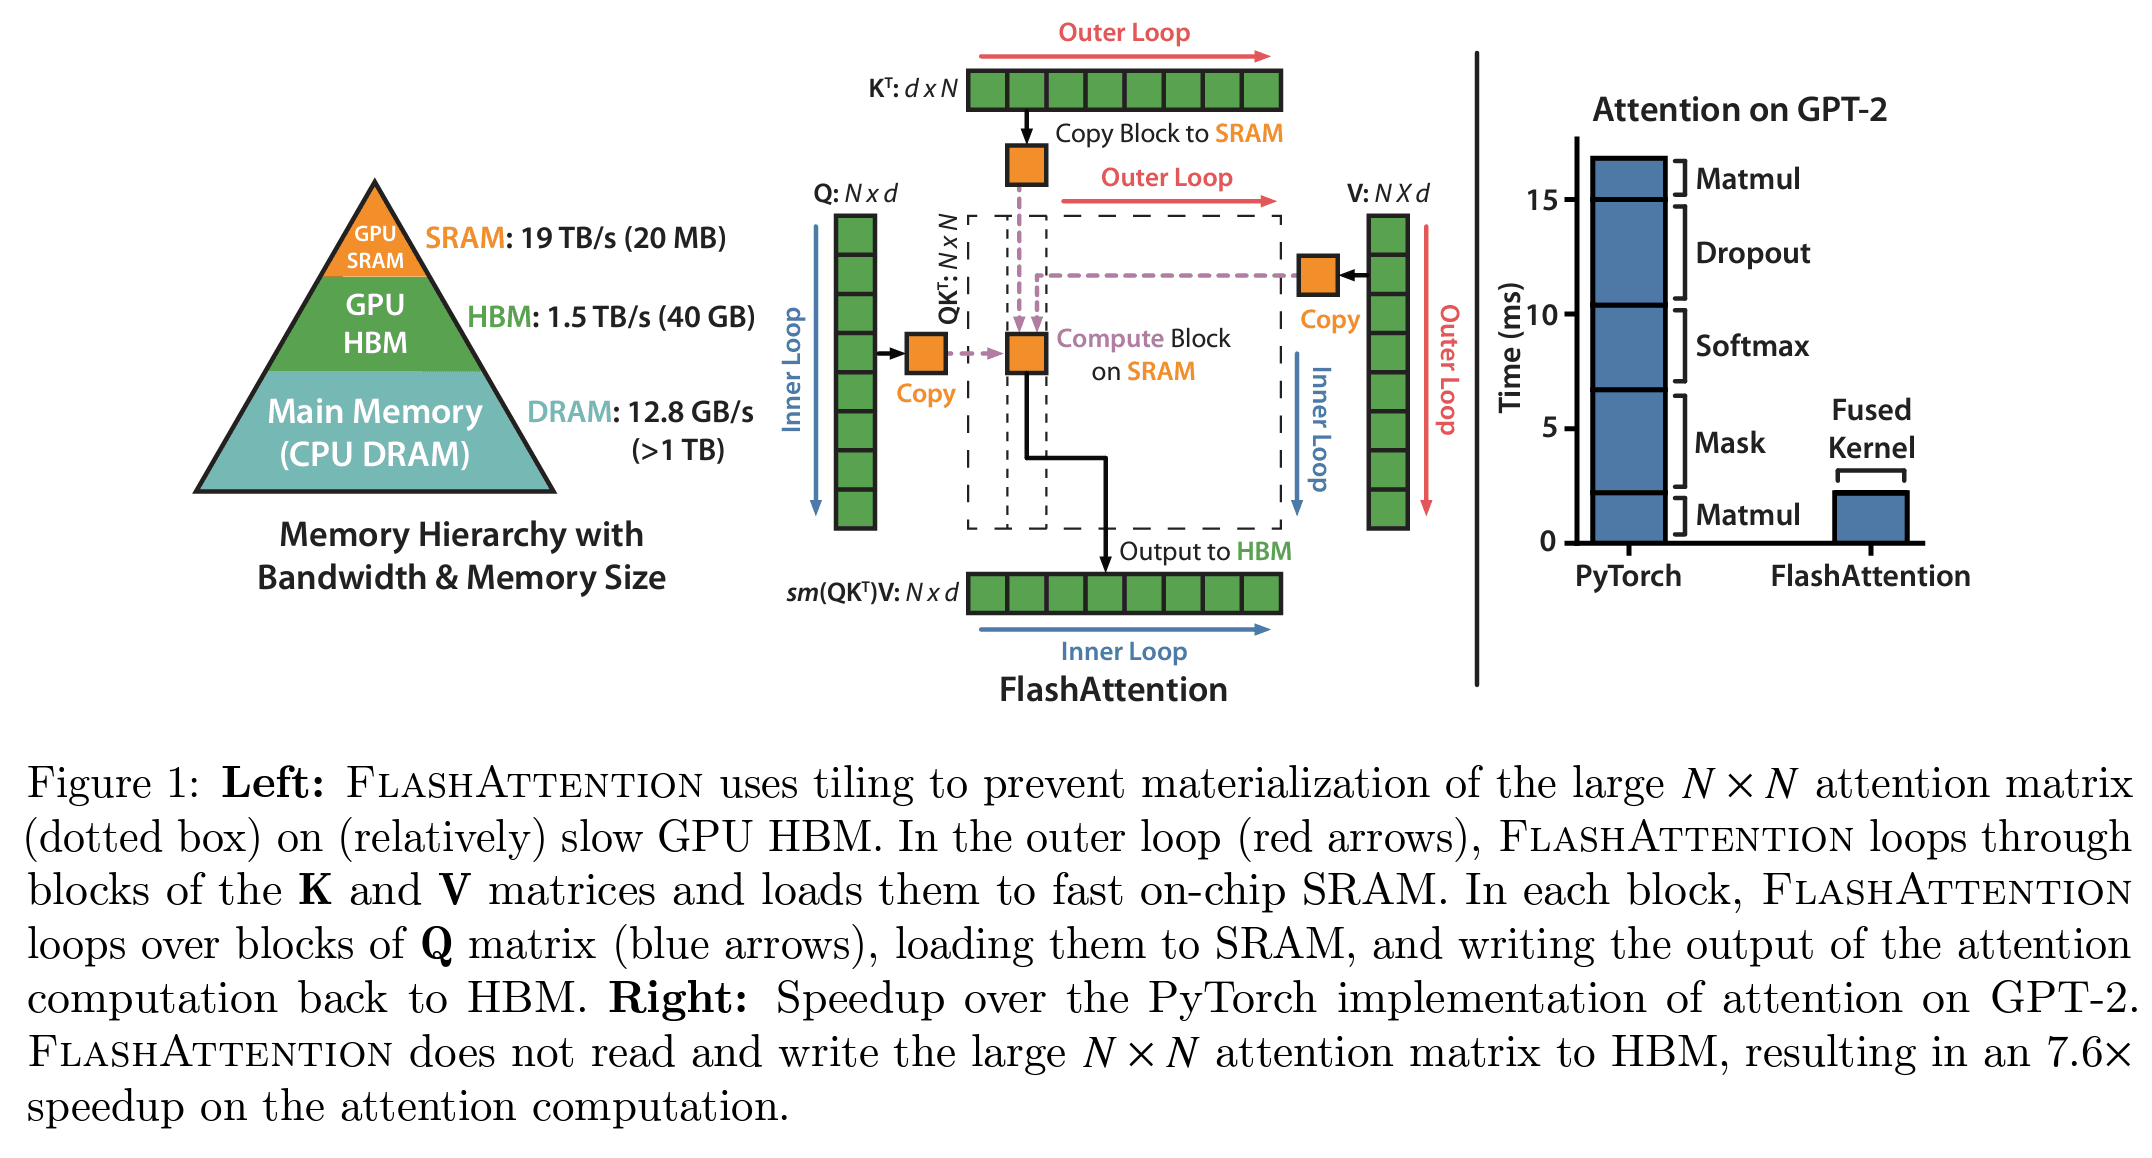 GPU
SRAM
SRAM: 19 TB/s (20 MB)
GPU
HBM
HBM: 1.5 TB/s (40 GB)
Main Memory
(CPU DRAM)
DRAM: 12.8 GB/s
(>1 TB)
Memory Hierarchy with
Bandwidth & Memory Size
Outer Loop
Kᵀ: d x N
Copy Block to SRAM
Outer Loop
Q: N x d
V: N X d
QKᵀ: N x N
Inner Loop
Copy
Compute Block
on SRAM
Copy
Inner Loop
Outer Loop
Output to HBM
sm(QKᵀ)V: N x d
Inner Loop
FlashAttention
Attention on GPT-2
Time (ms)
15
10
5
0
Matmul
Dropout
Softmax
Mask
Matmul
Fused
Kernel
PyTorch
FlashAttention
Figure 1: Left: FLASHATTENTION uses tiling to prevent materialization of the large N × N attention matrix
(dotted box) on (relatively) slow GPU HBM. In the outer loop (red arrows), FLASHATTENTION loops through
blocks of the K and V matrices and loads them to fast on-chip SRAM. In each block, FLASHATTENTION
loops over blocks of Q matrix (blue arrows), loading them to SRAM, and writing the output of the attention
computation back to HBM. Right: Speedup over the PyTorch implementation of attention on GPT-2.
FLASHATTENTION does not read and write the large N × N attention matrix to HBM, resulting in an 7.6×
speedup on the attention computation.